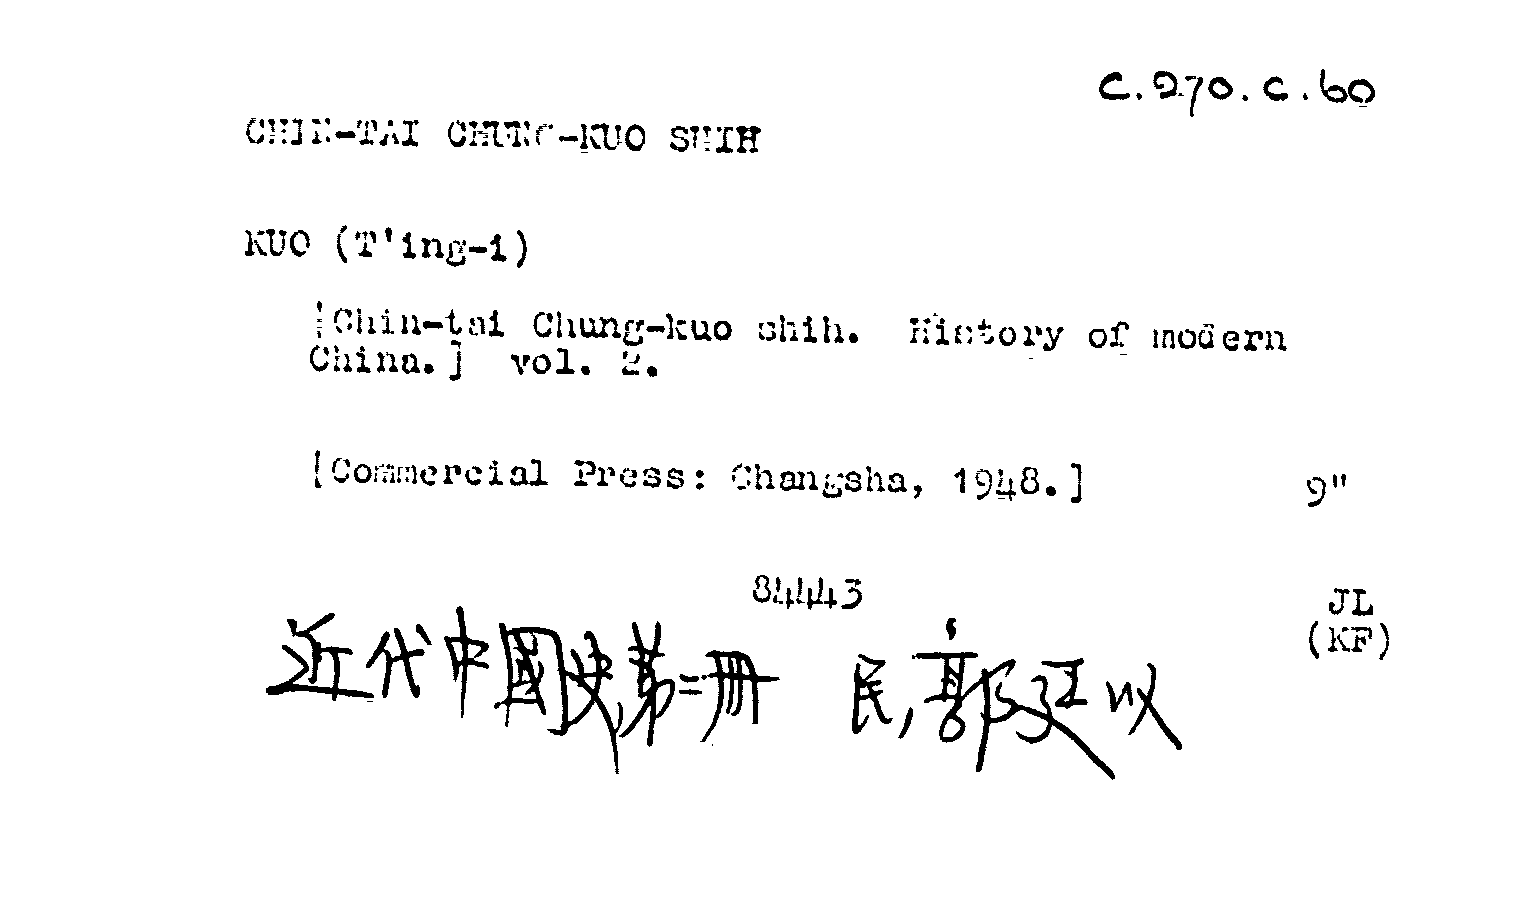 C.270.c.60
CHIN-TAI CHUNG-KUO SHIH
KUO (T'ing-i)
[Chin-tai Chung-kuo shih. History of modern
China.] vol. 2.
[Commercial Press: Changsha, 1948.] 9"
84443
JL
(KF)
近代中國史,第二冊 民,郭廷以